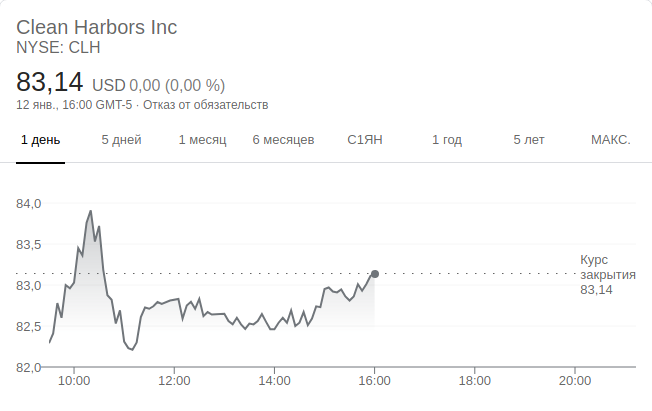 Clean Harbors Inc
NYSE: CLH
83,14 USD 0,00 (0,00 %)
12 янв., 16:00 GMT-5 · Отказ от обязательств
1 день 5 дней 1 месяц 6 месяцев С1ЯН 1 год 5 лет МАКС.
84,0
83,5
Курс
закрытия
83,14
83,0
82,5
82,0
10:00 12:00 14:00 16:00 18:00 20:00